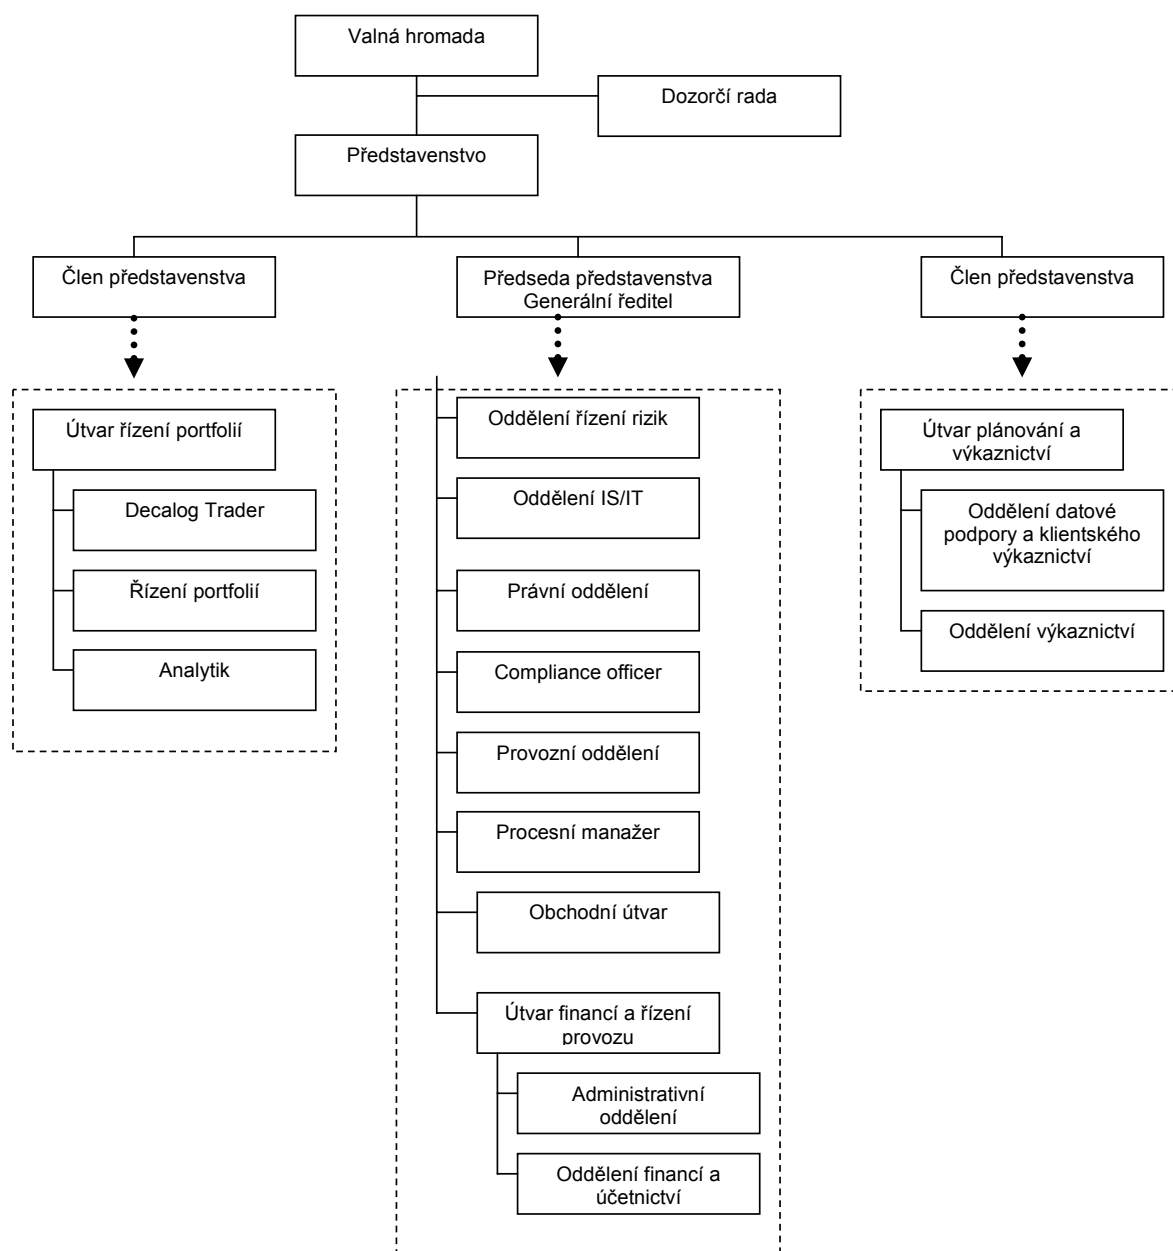 Valná hromada
Dozorčí rada
Představenstvo
Člen představenstva
Předseda představenstva
Generální ředitel
Člen představenstva
Útvar řízení portfolií
Decalog Trader
Řízení portfolií
Analytik
Oddělení řízení rizik
Oddělení IS/IT
Právní oddělení
Compliance officer
Provozní oddělení
Procesní manažer
Obchodní útvar
Útvar financí a řízení
provozu
Administrativní
oddělení
Oddělení financí a
účetnictví
Útvar plánování a
výkaznictví
Oddělení datové
podpory a klientského
výkaznictví
Oddělení výkaznictví